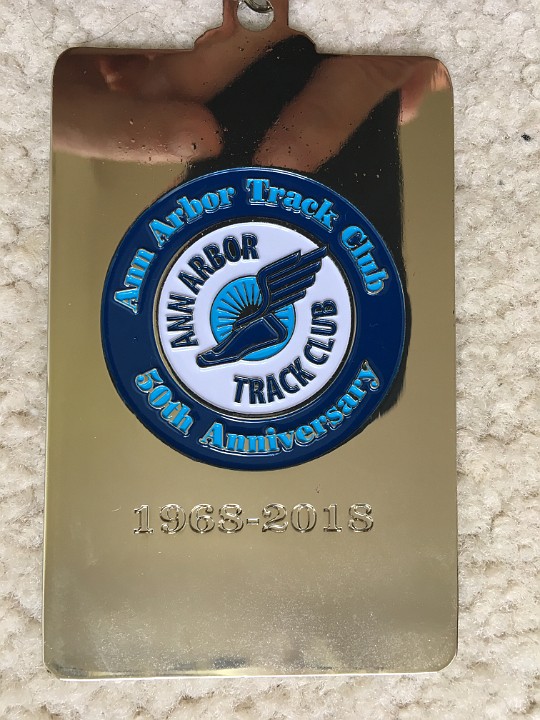 Ann Arbor Track Club
ANN ARBOR
TRACK CLUB
50th Anniversary
1968-2018